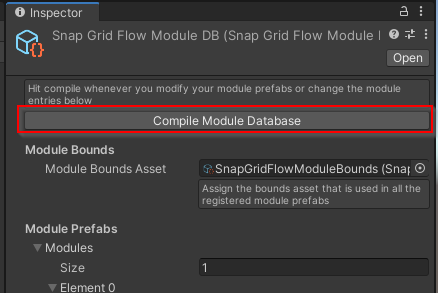 Inspector
Snap Grid Flow Module DB (Snap Grid Flow Module
Open
Hit compile whenever you modify your module prefabs or change the module
entries below
Compile Module Database
Module Bounds
Module Bounds Asset
SnapGridFlowModuleBounds (Snap
Assign the bounds asset that is used in all the
registered module prefabs
Module Prefabs
Modules
Size
1
Element 0